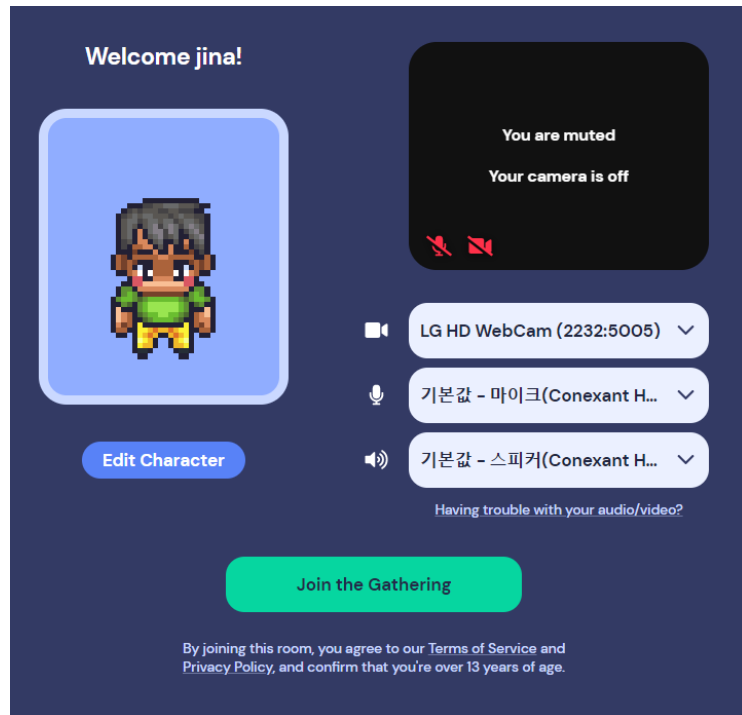 Welcome jina!
You are muted
Your camera is off
LG HD WebCam (2232:5005)
기본값 - 마이크(Conexant H...
기본값 - 스피커(Conexant H...
Edit Character
Having trouble with your audio/video?
Join the Gathering
By joining this room, you agree to our Terms of Service and
Privacy Policy, and confirm that you're over 13 years of age.